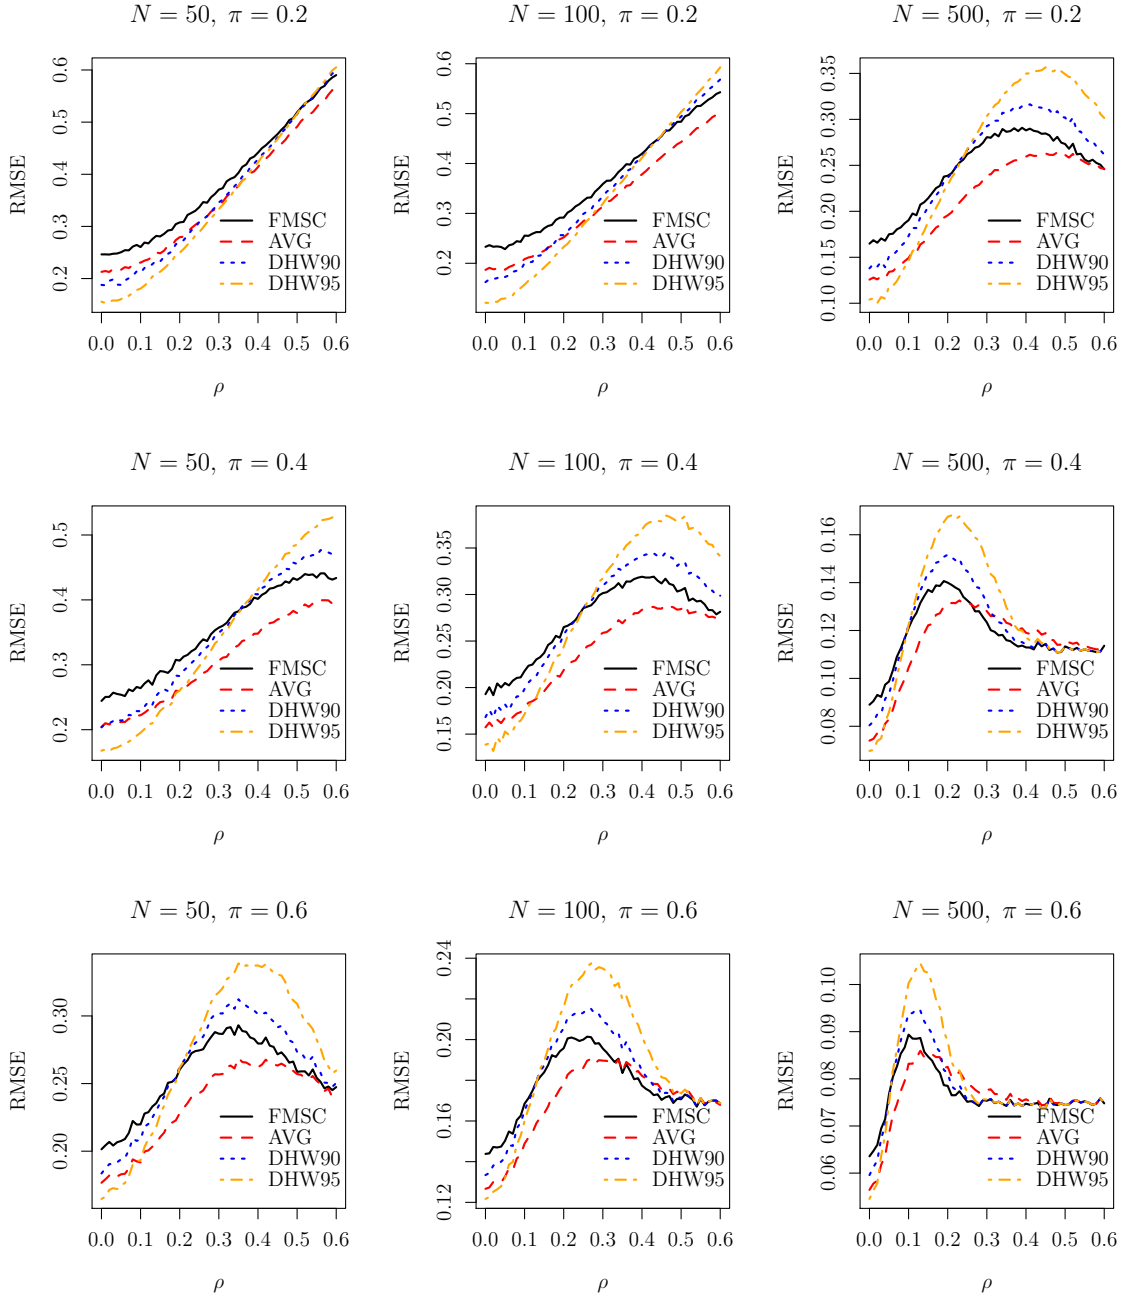 N = 50, π = 0.2
N = 100, π = 0.2
N = 500, π = 0.2
RMSE
0.2 0.3 0.4 0.5 0.6
FMSC
AVG
DHW90
DHW95
0.0 0.1 0.2 0.3 0.4 0.5 0.6
ρ
RMSE
0.2 0.3 0.4 0.5 0.6
FMSC
AVG
DHW90
DHW95
0.0 0.1 0.2 0.3 0.4 0.5 0.6
ρ
RMSE
0.10 0.15 0.20 0.25 0.30 0.35
FMSC
AVG
DHW90
DHW95
0.0 0.1 0.2 0.3 0.4 0.5 0.6
ρ
N = 50, π = 0.4
N = 100, π = 0.4
N = 500, π = 0.4
RMSE
0.2 0.3 0.4 0.5
FMSC
AVG
DHW90
DHW95
0.0 0.1 0.2 0.3 0.4 0.5 0.6
ρ
RMSE
0.15 0.20 0.25 0.30 0.35
FMSC
AVG
DHW90
DHW95
0.0 0.1 0.2 0.3 0.4 0.5 0.6
ρ
RMSE
0.08 0.10 0.12 0.14 0.16
FMSC
AVG
DHW90
DHW95
0.0 0.1 0.2 0.3 0.4 0.5 0.6
ρ
N = 50, π = 0.6
N = 100, π = 0.6
N = 500, π = 0.6
RMSE
0.20 0.25 0.30
FMSC
AVG
DHW90
DHW95
0.0 0.1 0.2 0.3 0.4 0.5 0.6
ρ
RMSE
0.12 0.16 0.20 0.24
FMSC
AVG
DHW90
DHW95
0.0 0.1 0.2 0.3 0.4 0.5 0.6
ρ
RMSE
0.06 0.07 0.08 0.09 0.10
FMSC
AVG
DHW90
DHW95
0.0 0.1 0.2 0.3 0.4 0.5 0.6
ρ